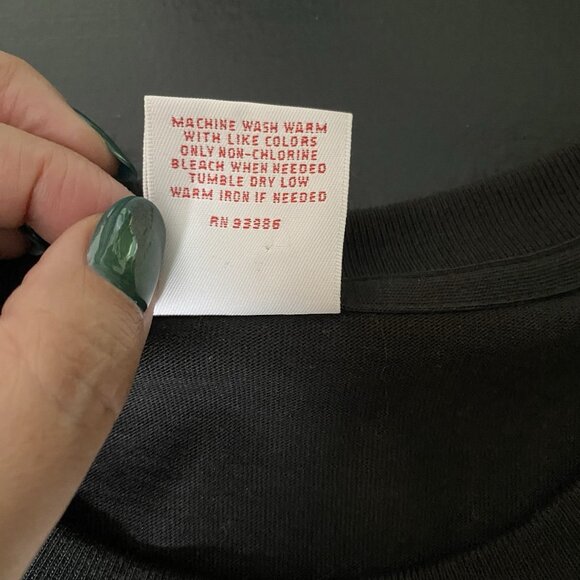 MACHINE WASH WARM
WITH LIKE COLORS
ONLY NON-CHLORINE
BLEACH WHEN NEEDED
TUMBLE DRY LOW
WARM IRON IF NEEDED
RN 93986